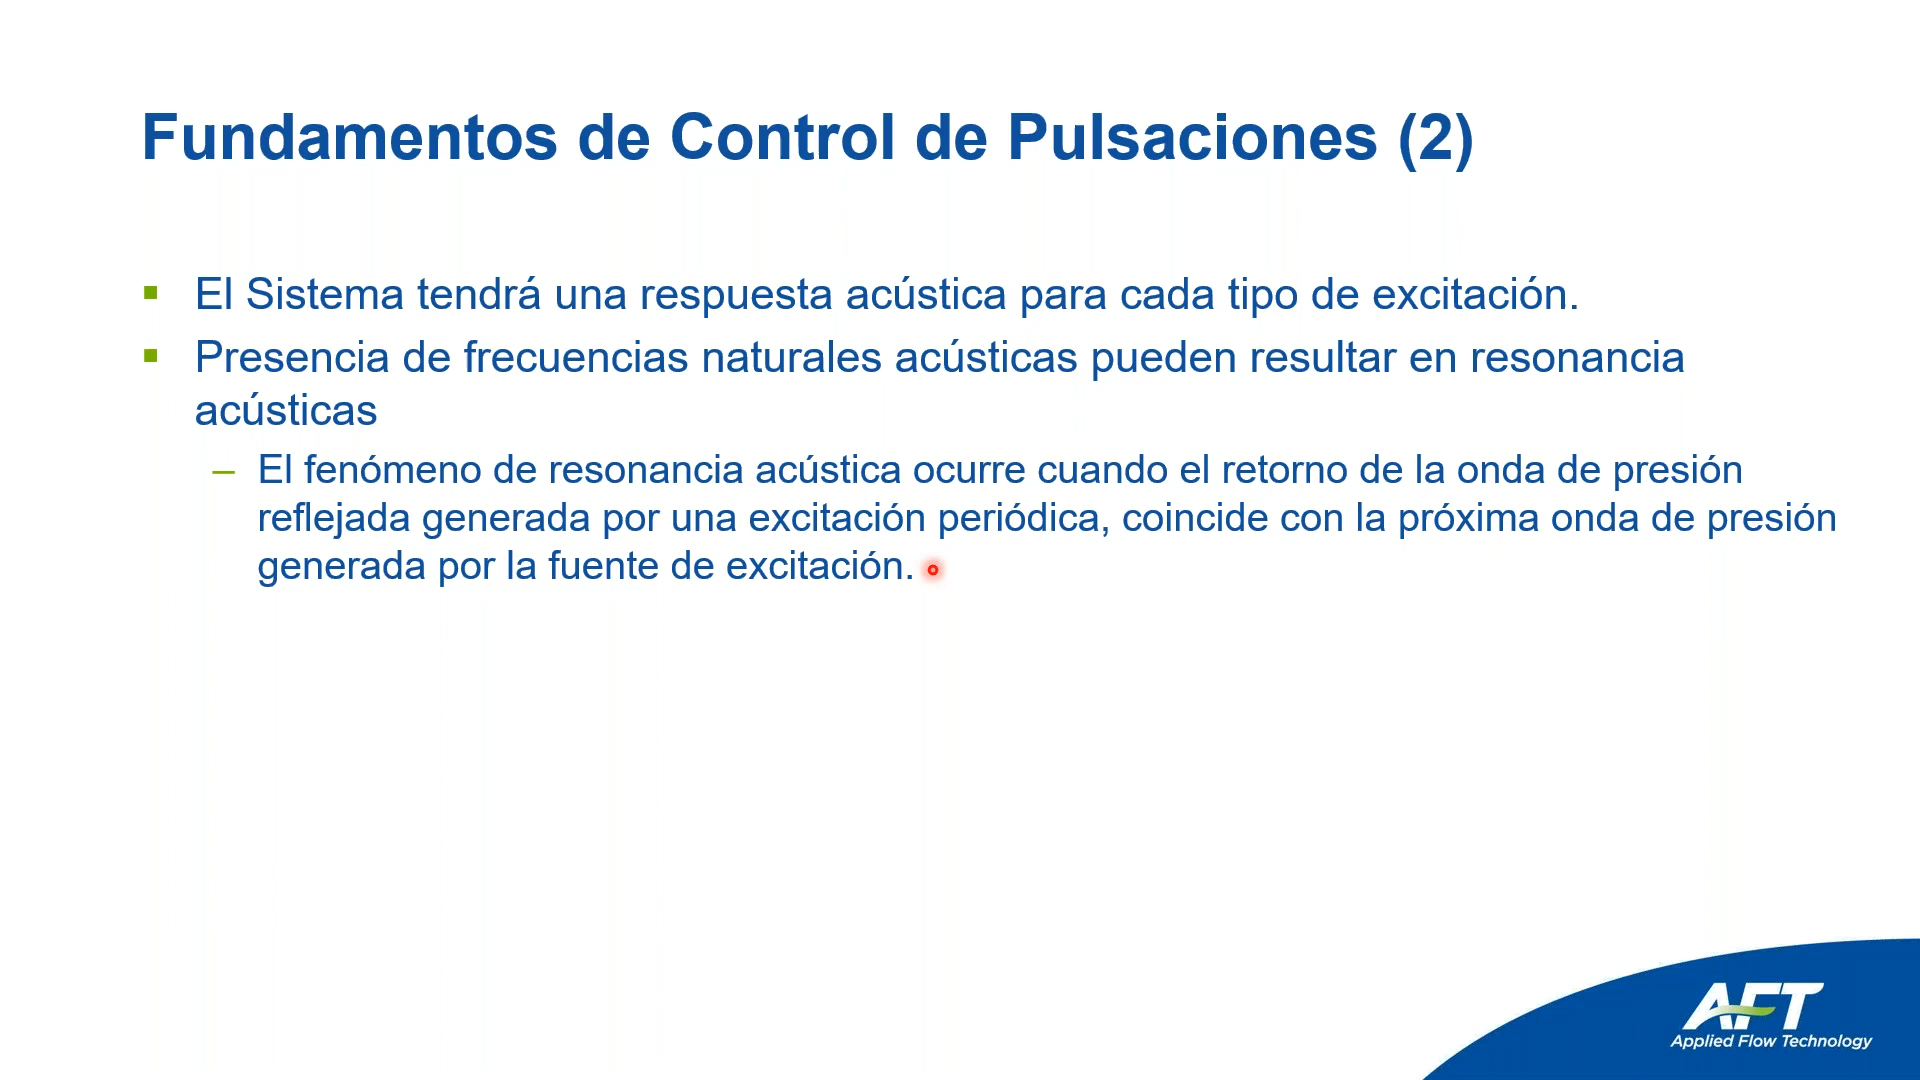 Fundamentos de Control de Pulsaciones (2)
El Sistema tendrá una respuesta acústica para cada tipo de excitación.
Presencia de frecuencias naturales acústicas pueden resultar en resonancia
acústicas
– El fenómeno de resonancia acústica ocurre cuando el retorno de la onda de presión
reflejada generada por una excitación periódica, coincide con la próxima onda de presión
generada por la fuente de excitación.
AFT
Applied Flow Technology